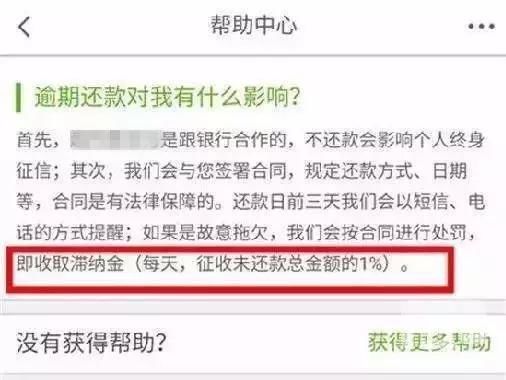 帮助中心
逾期还款对我有什么影响？
首先，是跟银行合作的，不还款会影响个人终身
征信；其次，我们会与您签署合同，规定还款方式、日期
等，合同是有法律保障的。还款日前三天我们会以短信、电
话的方式提醒；如果是故意拖欠，我们会按合同进行处罚，
即收取滞纳金（每天，征收未还款总金额的1%）。
没有获得帮助？ 获得更多帮助